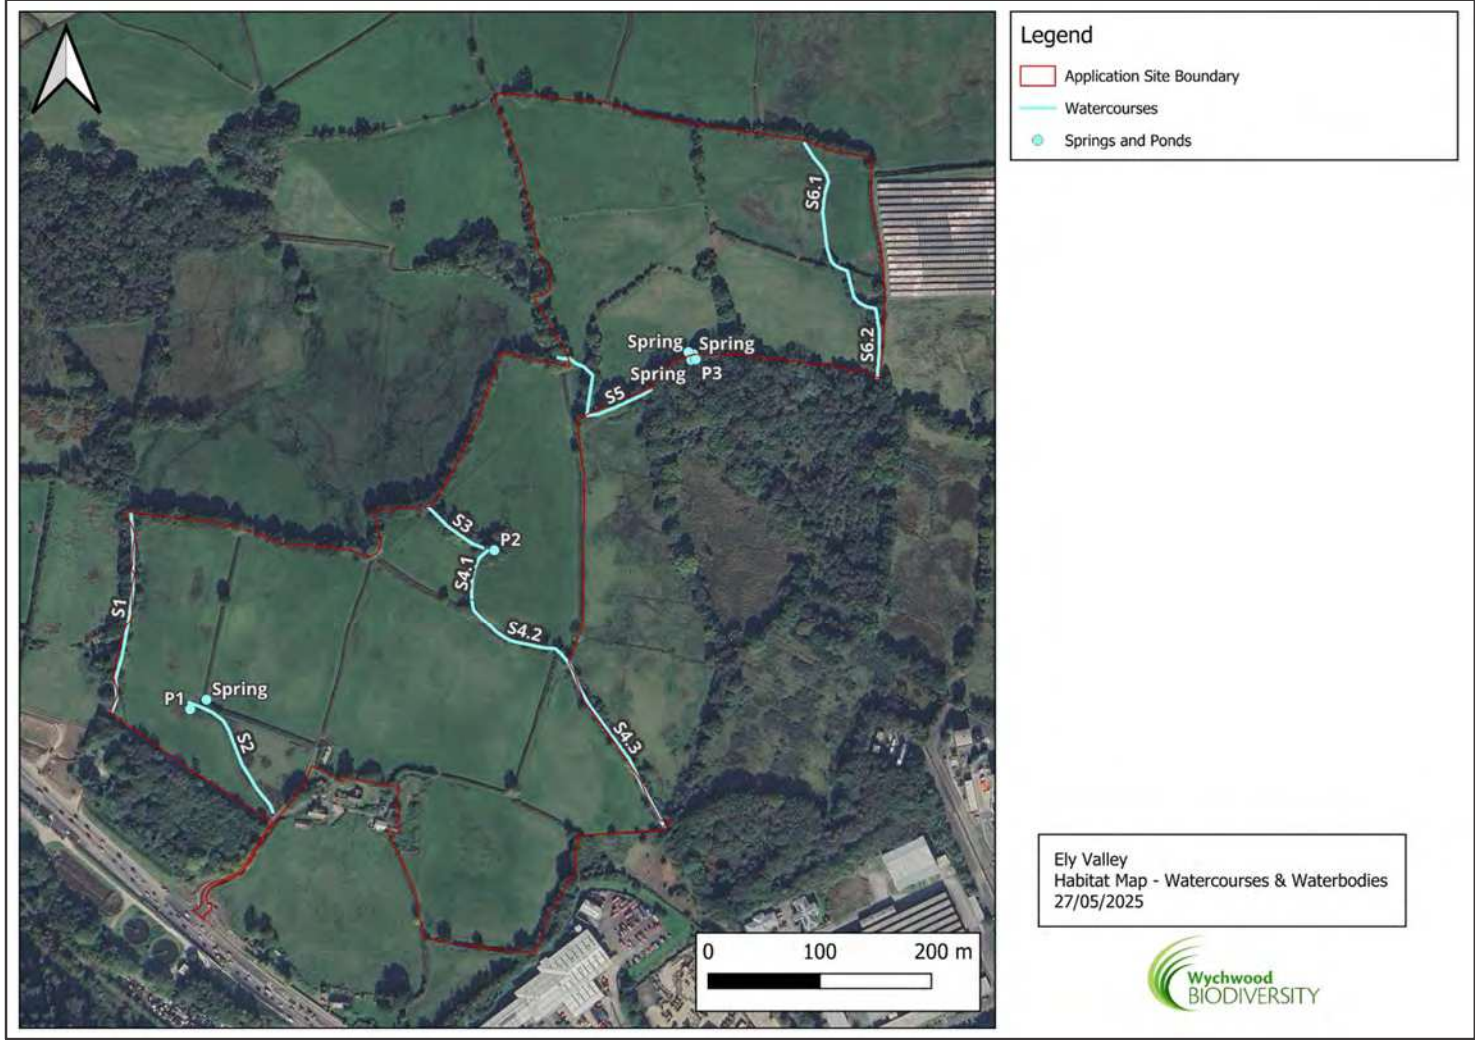 Legend
Application Site Boundary
Watercourses
Springs and Ponds
S6.1
S6.2
Spring
Spring
Spring
P3
S5
S3
P2
S4.1
S4.2
S1
P1
Spring
S2
S4.3
0 100 200 m
Ely Valley
Habitat Map - Watercourses & Waterbodies
27/05/2025
Wychwood
BIODIVERSITY